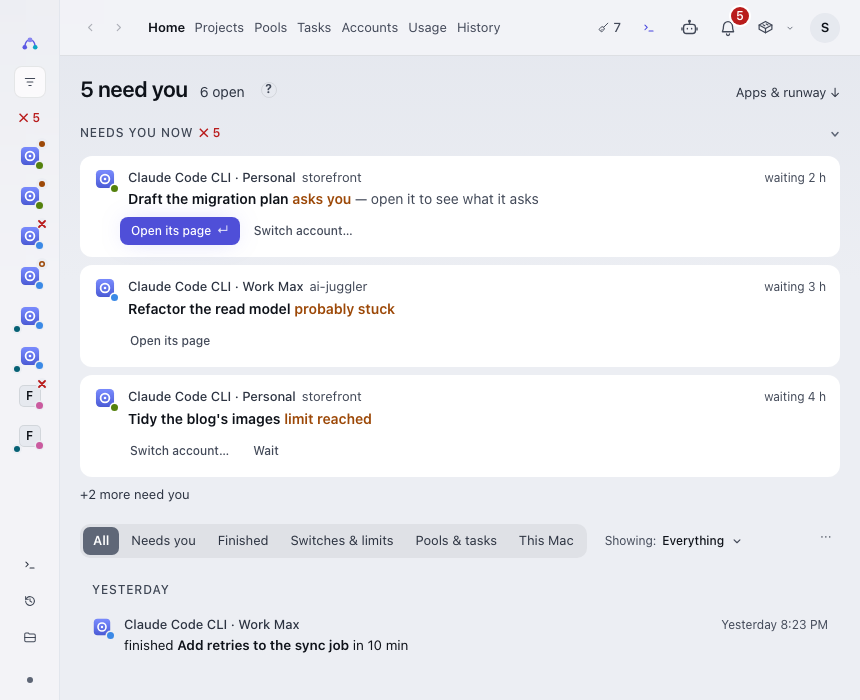 Home Projects Pools Tasks Accounts Usage History
7
5
S
5
5 need you 6 open ?
Apps & runway ↓
NEEDS YOU NOW 5
Claude Code CLI · Personal storefront
waiting 2 h
Draft the migration plan asks you — open it to see what it asks
Open its page ↵ Switch account…
Claude Code CLI · Work Max ai-juggler
waiting 3 h
Refactor the read model probably stuck
Open its page
Claude Code CLI · Personal storefront
waiting 4 h
Tidy the blog's images limit reached
Switch account… Wait
+2 more need you
F
F
All Needs you Finished Switches & limits Pools & tasks This Mac Showing: Everything …
YESTERDAY
Claude Code CLI · Work Max
Yesterday 8:23 PM
finished Add retries to the sync job in 10 min